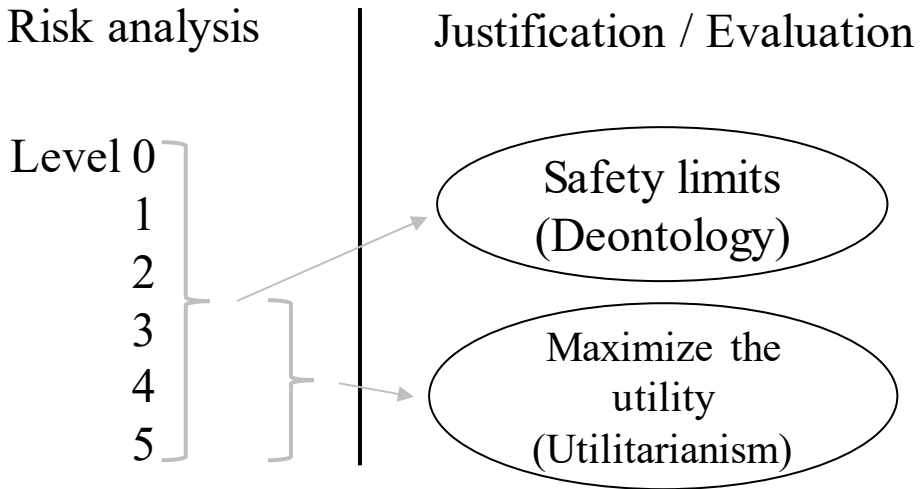 Risk analysis
Justification / Evaluation
Level 0
1
2
3
4
5
Safety limits
(Deontology)
Maximize the
utility
(Utilitarianism)